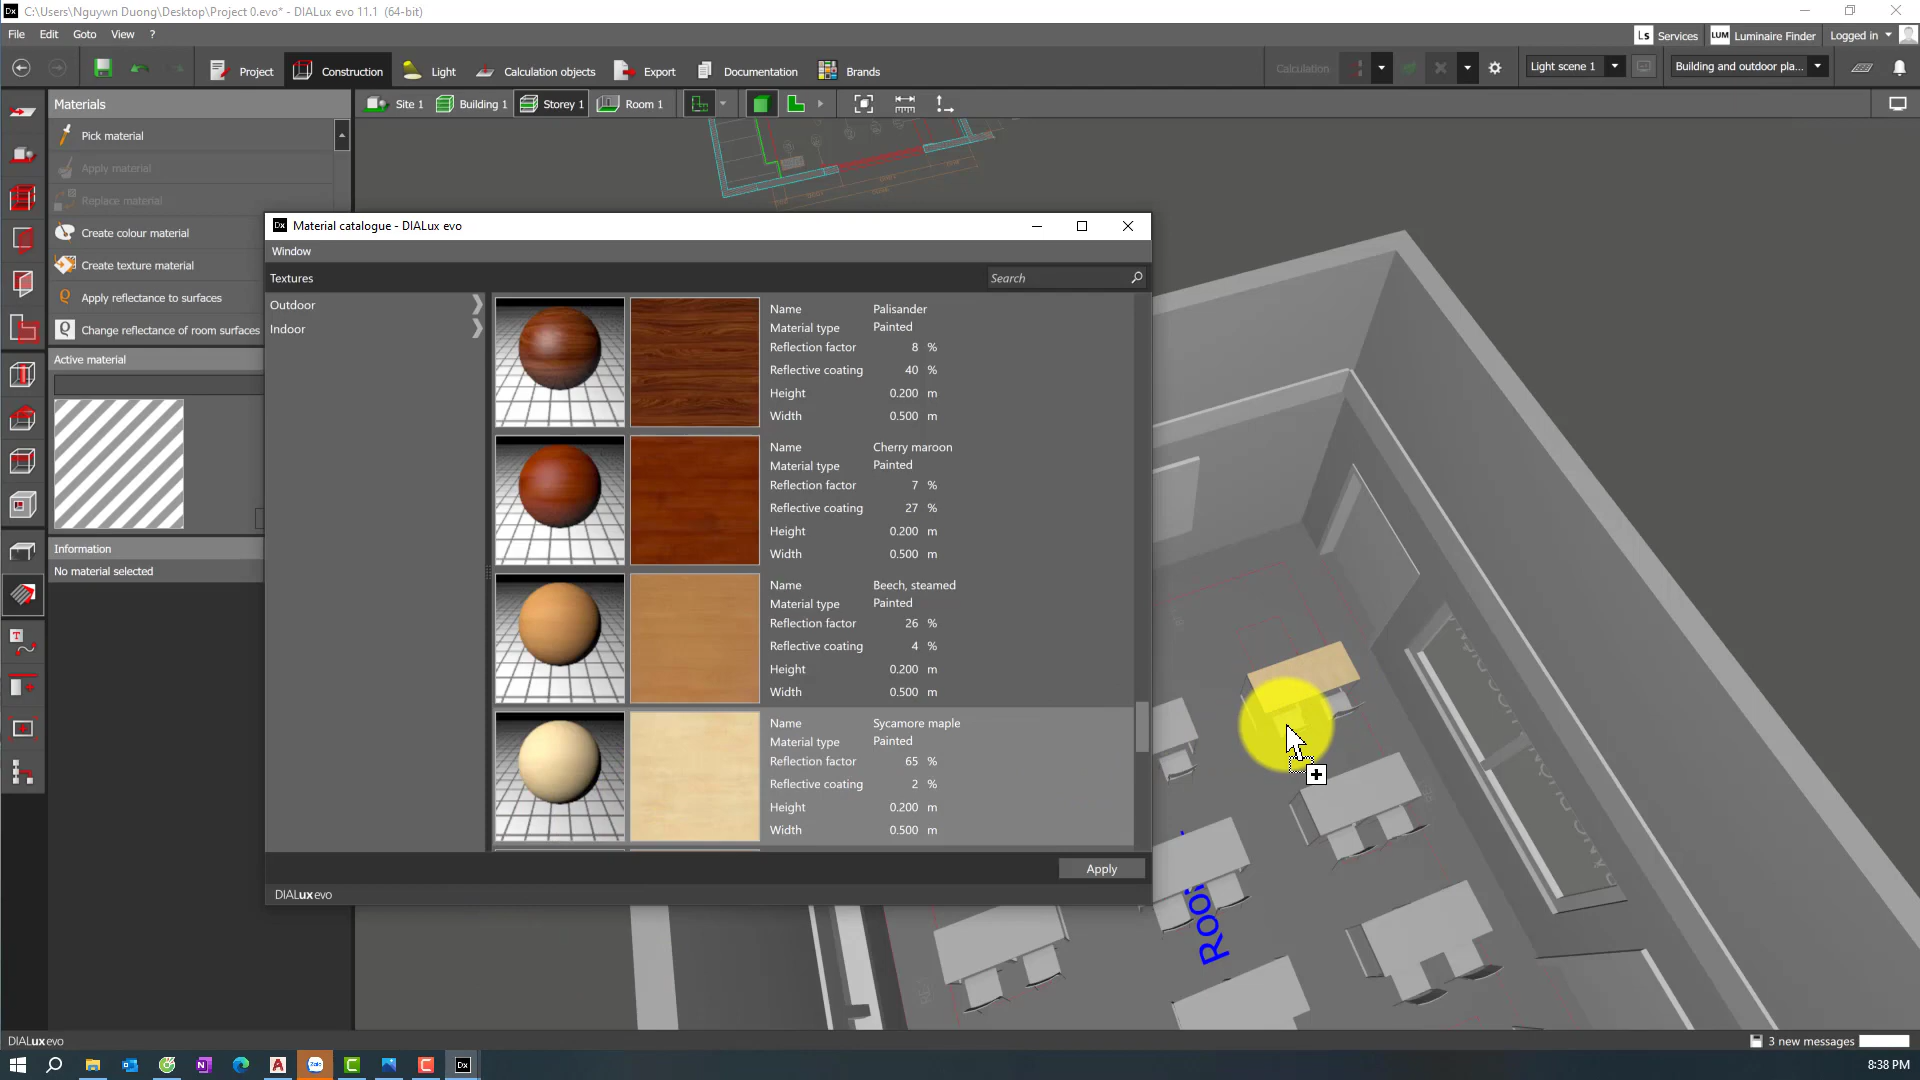 C:\Users\Nguywn Duong\Desktop\Project 0.evo* - DIALux evo 11.1 (64-bit)
File Edit Goto View ?
Ls Services LUM Luminaire Finder Logged in
Project Construction Light Calculation objects Export Documentation Brands
Calculation Light scene 1 Building and outdoor pla...
Materials
Site 1 Building 1 Storey 1 Room 1
Pick material
Apply material
Replace material
Create colour material
Create texture material
Apply reflectance to surfaces
Change reflectance of room surfaces
Active material
Information
No material selected
Material catalogue - DIALux evo
Window
Textures
Search
Outdoor
Indoor
Name Palisander
Material type Painted
Reflection factor 8 %
Reflective coating 40 %
Height 0.200 m
Width 0.500 m
Name Cherry maroon
Material type Painted
Reflection factor 7 %
Reflective coating 27 %
Height 0.200 m
Width 0.500 m
Name Beech, steamed
Material type Painted
Reflection factor 26 %
Reflective coating 4 %
Height 0.200 m
Width 0.500 m
Name Sycamore maple
Material type Painted
Reflection factor 65 %
Reflective coating 2 %
Height 0.200 m
Width 0.500 m
Apply
DIALux evo
DIALux evo
3 new messages
8:38 PM